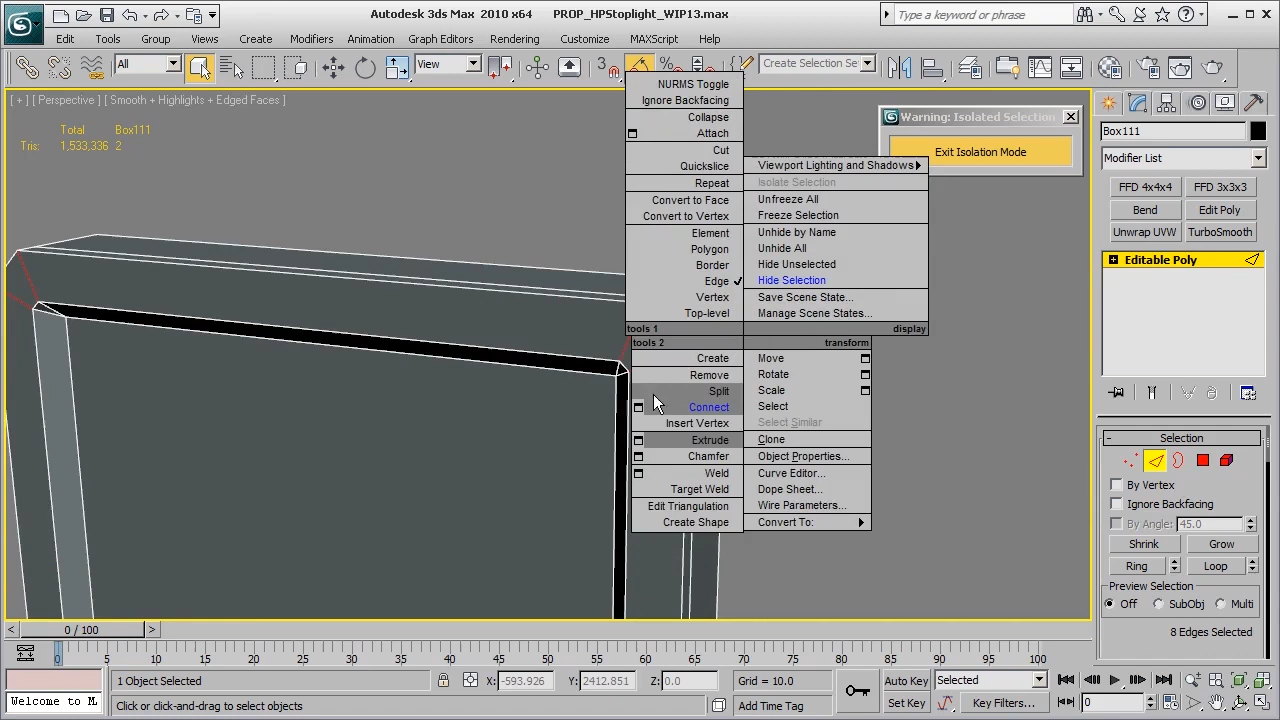 Autodesk 3ds Max 2010 x64 PROP_HPStoplight_WIP13.max
Type a keyword or phrase
Edit Tools Group Views Create Modifiers Animation Graph Editors Rendering Customize MAXScript Help
All
View
3
%
Create Selection Se
[ + ] [ Perspective ] [ Smooth + Highlights + Edged Faces ]
Total Box111
Tris: 1,533,336 2
NURMS Toggle
Ignore Backfacing
Collapse
Attach
Cut
Quickslice
Repeat
Convert to Face
Convert to Vertex
Element
Polygon
Border
Edge
Vertex
Top-level
tools 1
Viewport Lighting and Shadows
Isolate Selection
Unfreeze All
Freeze Selection
Unhide by Name
Unhide All
Hide Unselected
Hide Selection
Save Scene State...
Manage Scene States...
display
tools 2
Create
Remove
Split
Connect
Insert Vertex
Extrude
Chamfer
Weld
Target Weld
Edit Triangulation
Create Shape
transform
Move
Rotate
Scale
Select
Select Similar
Clone
Object Properties...
Curve Editor...
Dope Sheet...
Wire Parameters...
Convert To:
Warning: Isolated Selection
Exit Isolation Mode
Box111
Modifier List
FFD 4x4x4 FFD 3x3x3
Bend Edit Poly
Unwrap UVW TurboSmooth
Editable Poly
Selection
By Vertex
Ignore Backfacing
By Angle: 45.0
Shrink Grow
Ring Loop
Preview Selection
Off SubObj Multi
8 Edges Selected
0 / 100
0 5 10 15 20 25 30 35 40 45 50 55 60 65 70 75 80 85 90 95 100
1 Object Selected X: -593.926 Y: 2412.851 Z: 0.0 Grid = 10.0 Auto Key Selected
Welcome to M Click or click-and-drag to select objects Add Time Tag Set Key Key Filters... 0